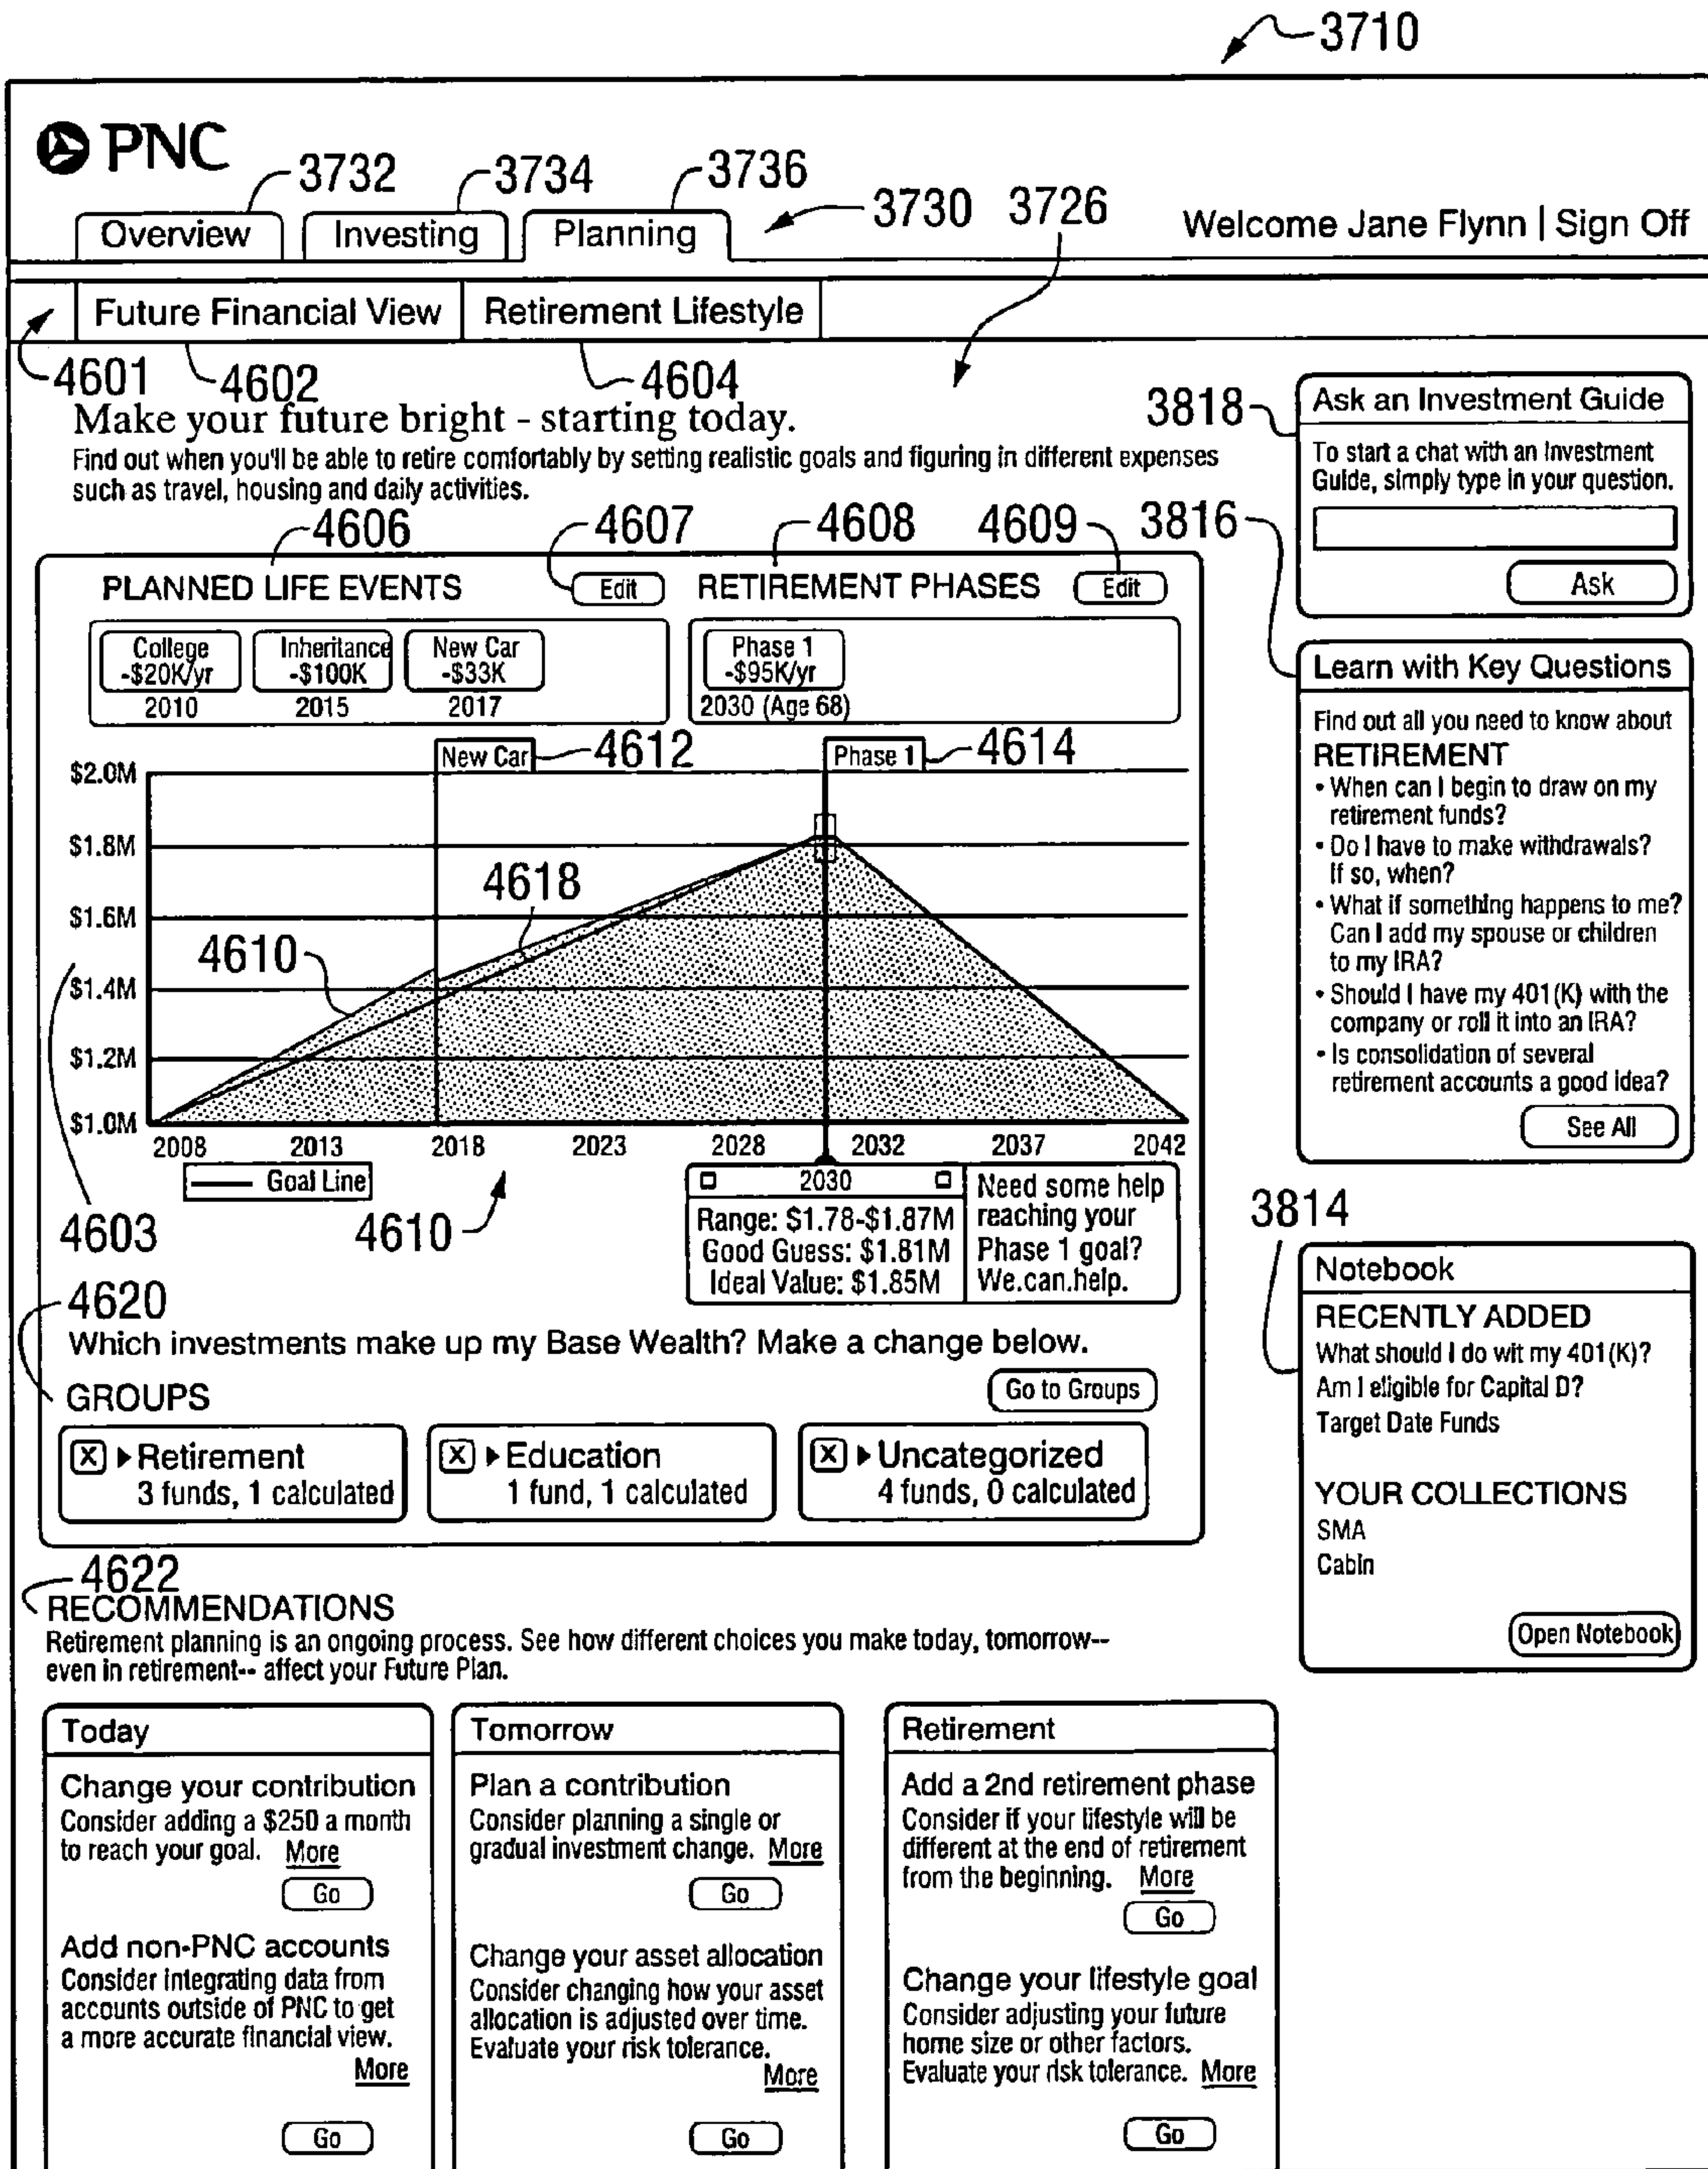 3710
PNC
3732
3734
3736
3730
3726
Overview
Investing
Planning
Welcome Jane Flynn | Sign Off
Future Financial View
Retirement Lifestyle
4601
4602
4604
Make your future bright - starting today.
Find out when you'll be able to retire comfortably by setting realistic goals and figuring in different expenses
such as travel, housing and daily activities.
4606
4607
4608
4609
PLANNED LIFE EVENTS
Edit
RETIREMENT PHASES
Edit
College
-$20K/yr
2010
Inheritance
-$100K
2015
New Car
-$33K
2017
Phase 1
-$95K/yr
2030 (Age 68)
New Car
4612
Phase 1
4614
$2.0M
$1.8M
$1.6M
$1.4M
$1.2M
$1.0M
4618
4610
2008
2013
2018
2023
2028
2032
2037
2042
Goal Line
4603
4610
2030
Range: $1.78-$1.87M
Good Guess: $1.81M
Ideal Value: $1.85M
Need some help
reaching your
Phase 1 goal?
We.can.help.
4620
Which investments make up my Base Wealth? Make a change below.
GROUPS
Go to Groups
X Retirement
3 funds, 1 calculated
X Education
1 fund, 1 calculated
X Uncategorized
4 funds, 0 calculated
3818
Ask an Investment Guide
To start a chat with an Investment
Guide, simply type in your question.
Ask
3816
Learn with Key Questions
Find out all you need to know about
RETIREMENT
• When can I begin to draw on my
retirement funds?
• Do I have to make withdrawals?
If so, when?
• What if something happens to me?
Can I add my spouse or children
to my IRA?
• Should I have my 401(K) with the
company or roll it into an IRA?
• Is consolidation of several
retirement accounts a good idea?
See All
3814
Notebook
RECENTLY ADDED
What should I do wit my 401(K)?
Am I eligible for Capital D?
Target Date Funds
YOUR COLLECTIONS
SMA
Cabin
Open Notebook
4622
RECOMMENDATIONS
Retirement planning is an ongoing process. See how different choices you make today, tomorrow--
even in retirement-- affect your Future Plan.
Today
Change your contribution
Consider adding a $250 a month
to reach your goal. More
Go
Add non-PNC accounts
Consider integrating data from
accounts outside of PNC to get
a more accurate financial view.
More
Go
Tomorrow
Plan a contribution
Consider planning a single or
gradual investment change. More
Go
Change your asset allocation
Consider changing how your asset
allocation is adjusted over time.
Evaluate your risk tolerance.
More
Go
Retirement
Add a 2nd retirement phase
Consider if your lifestyle will be
different at the end of retirement
from the beginning. More
Go
Change your lifestyle goal
Consider adjusting your future
home size or other factors.
Evaluate your risk tolerance. More
Go